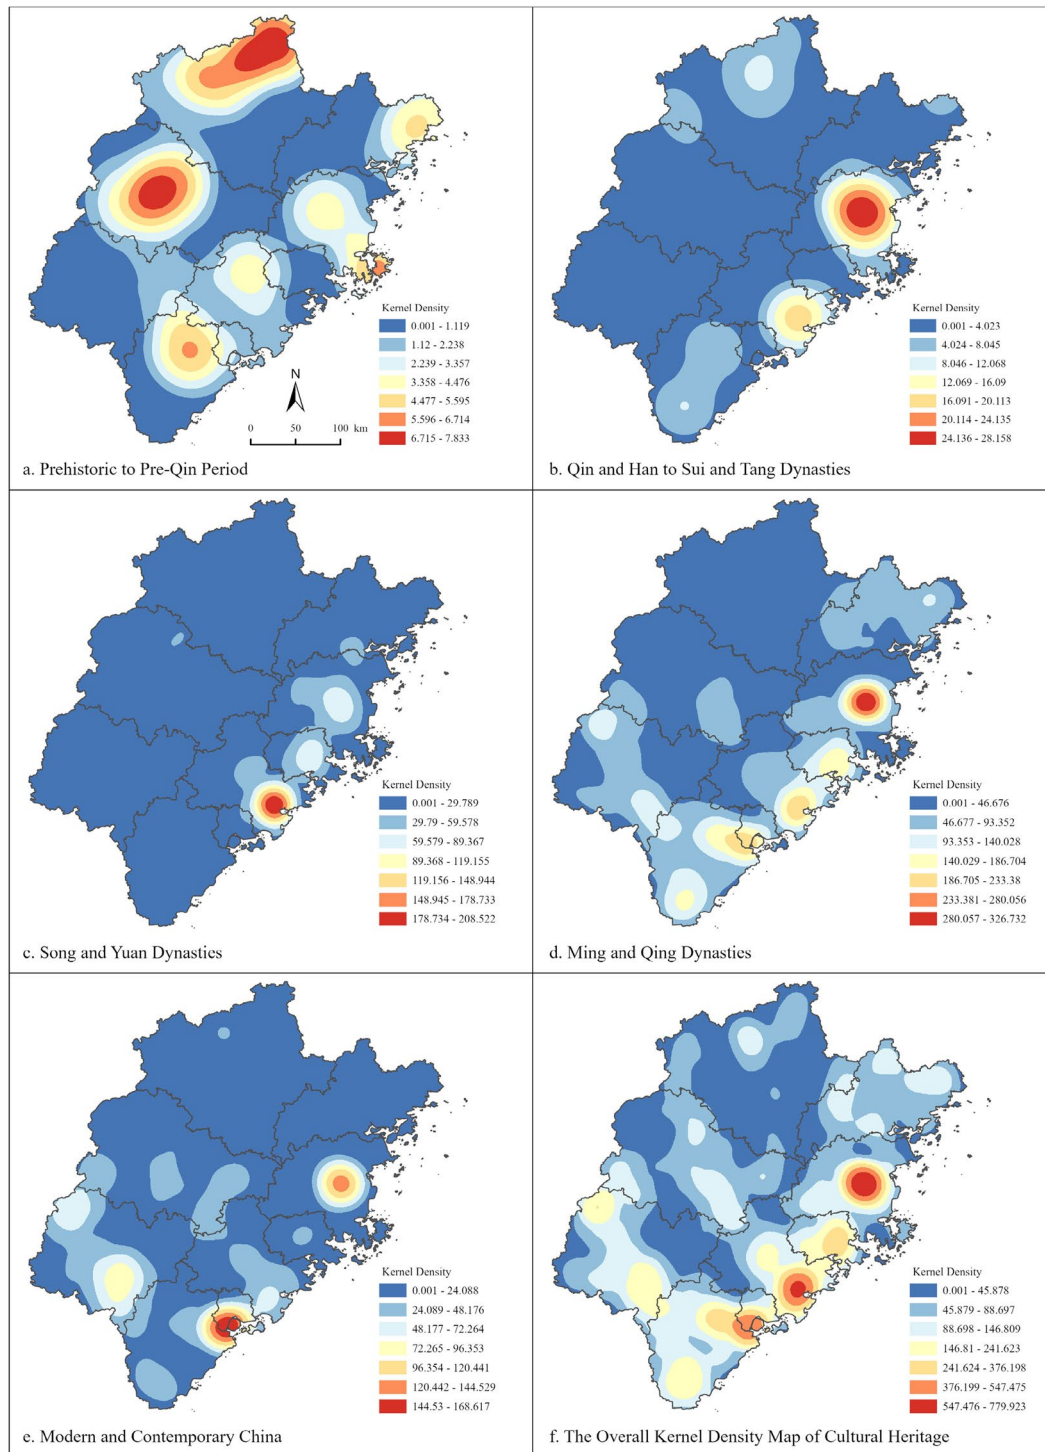 Kernel Density
0.001 - 1.119
1.12 - 2.238
2.239 - 3.357
3.358 - 4.476
4.477 - 5.595
5.596 - 6.714
6.715 - 7.833
N
0 50 100 km
a. Prehistoric to Pre-Qin Period
Kernel Density
0.001 - 4.023
4.024 - 8.045
8.046 - 12.068
12.069 - 16.09
16.091 - 20.113
20.114 - 24.135
24.136 - 28.158
b. Qin and Han to Sui and Tang Dynasties
Kernel Density
0.001 - 29.789
29.79 - 59.578
59.579 - 89.367
89.368 - 119.155
119.156 - 148.944
148.945 - 178.733
178.734 - 208.522
c. Song and Yuan Dynasties
Kernel Density
0.001 - 46.676
46.677 - 93.352
93.353 - 140.028
140.029 - 186.704
186.705 - 233.38
233.381 - 280.056
280.057 - 326.732
d. Ming and Qing Dynasties
Kernel Density
0.001 - 24.088
24.089 - 48.176
48.177 - 72.264
72.265 - 96.353
96.354 - 120.441
120.442 - 144.529
144.53 - 168.617
e. Modern and Contemporary China
Kernel Density
0.001 - 45.878
45.879 - 88.697
88.698 - 146.809
146.81 - 241.623
241.624 - 376.198
376.199 - 547.475
547.476 - 779.923
f. The Overall Kernel Density Map of Cultural Heritage